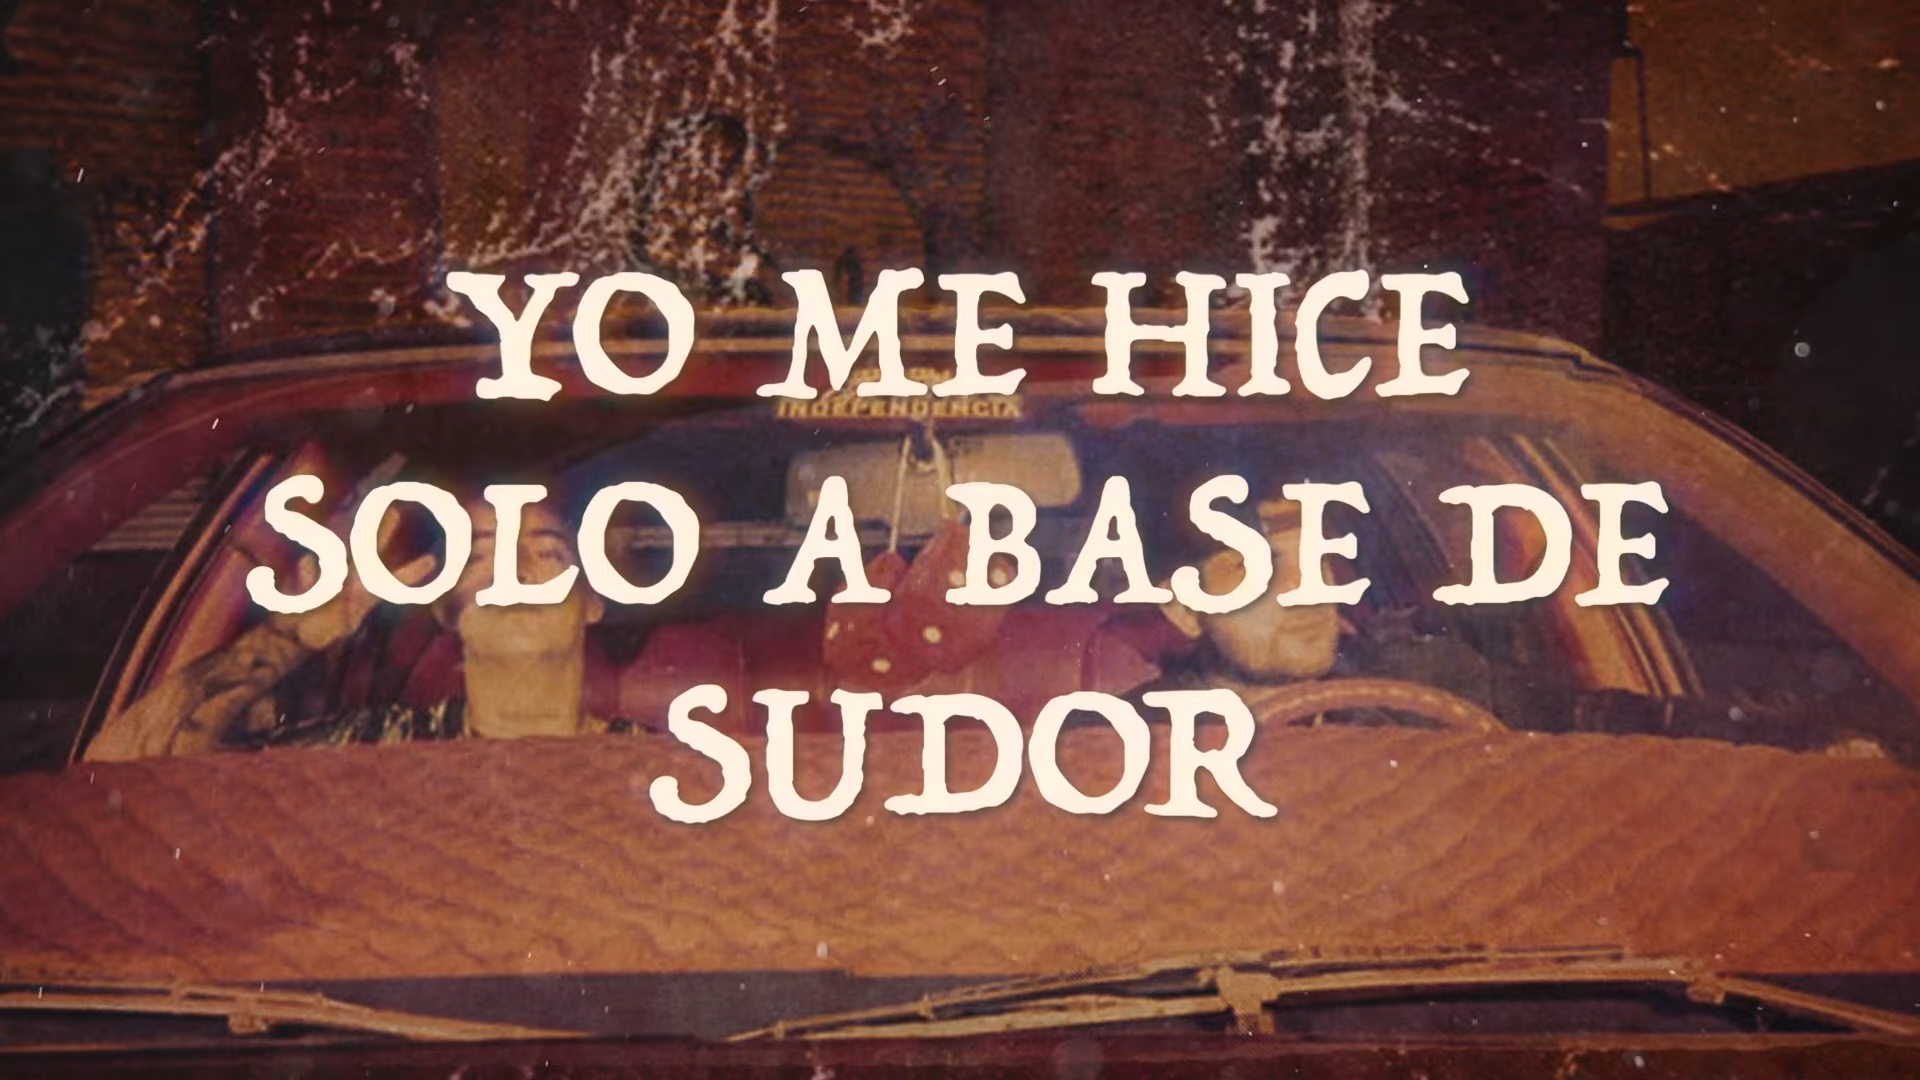 YO ME HICE
INDEPENDENCIA
SOLO A BASE DE
SUDOR